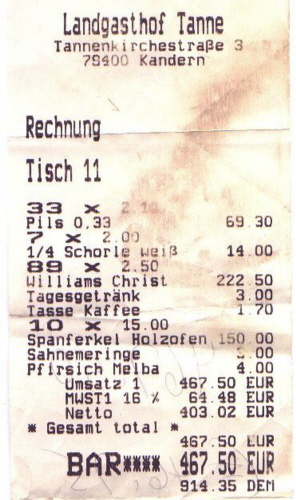 Landgasthof Tanne
Tannenkirchestraße 3
79400 Kandern
Rechnung
Tisch 11
33 x 2.10
Pils 0,33 69.30
7 x 2.00
1/4 Schorle weiß 14.00
89 x 2.50
Williams Christ 222.50
Tagesgetränk 3.00
Tasse Kaffee 1.70
10 x 15.00
Spanferkel Holzofen 150.00
Sahnemeringe 3.00
Pfirsich Melba 4.00
Umsatz 1 467.50 EUR
MWST1 16 % 64.48 EUR
Netto 403.02 EUR
* Gesamt total *
467.50 EUR
BAR**** 467.50 EUR
914.35 DEM